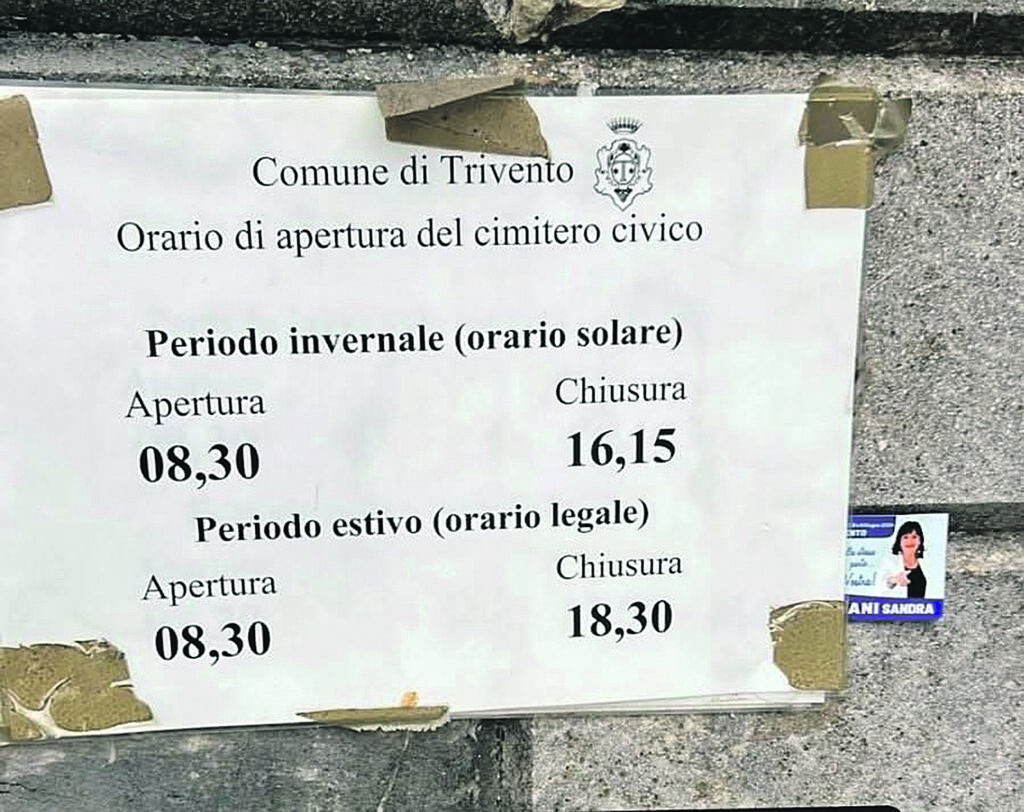 Comune di Trivento
T
Orario di apertura del cimitero civico
Periodo invernale (orario solare)
Apertura Chiusura
08,30 16,15
Periodo estivo (orario legale)
Apertura Chiusura
08,30 18,30
ANI SANDRA